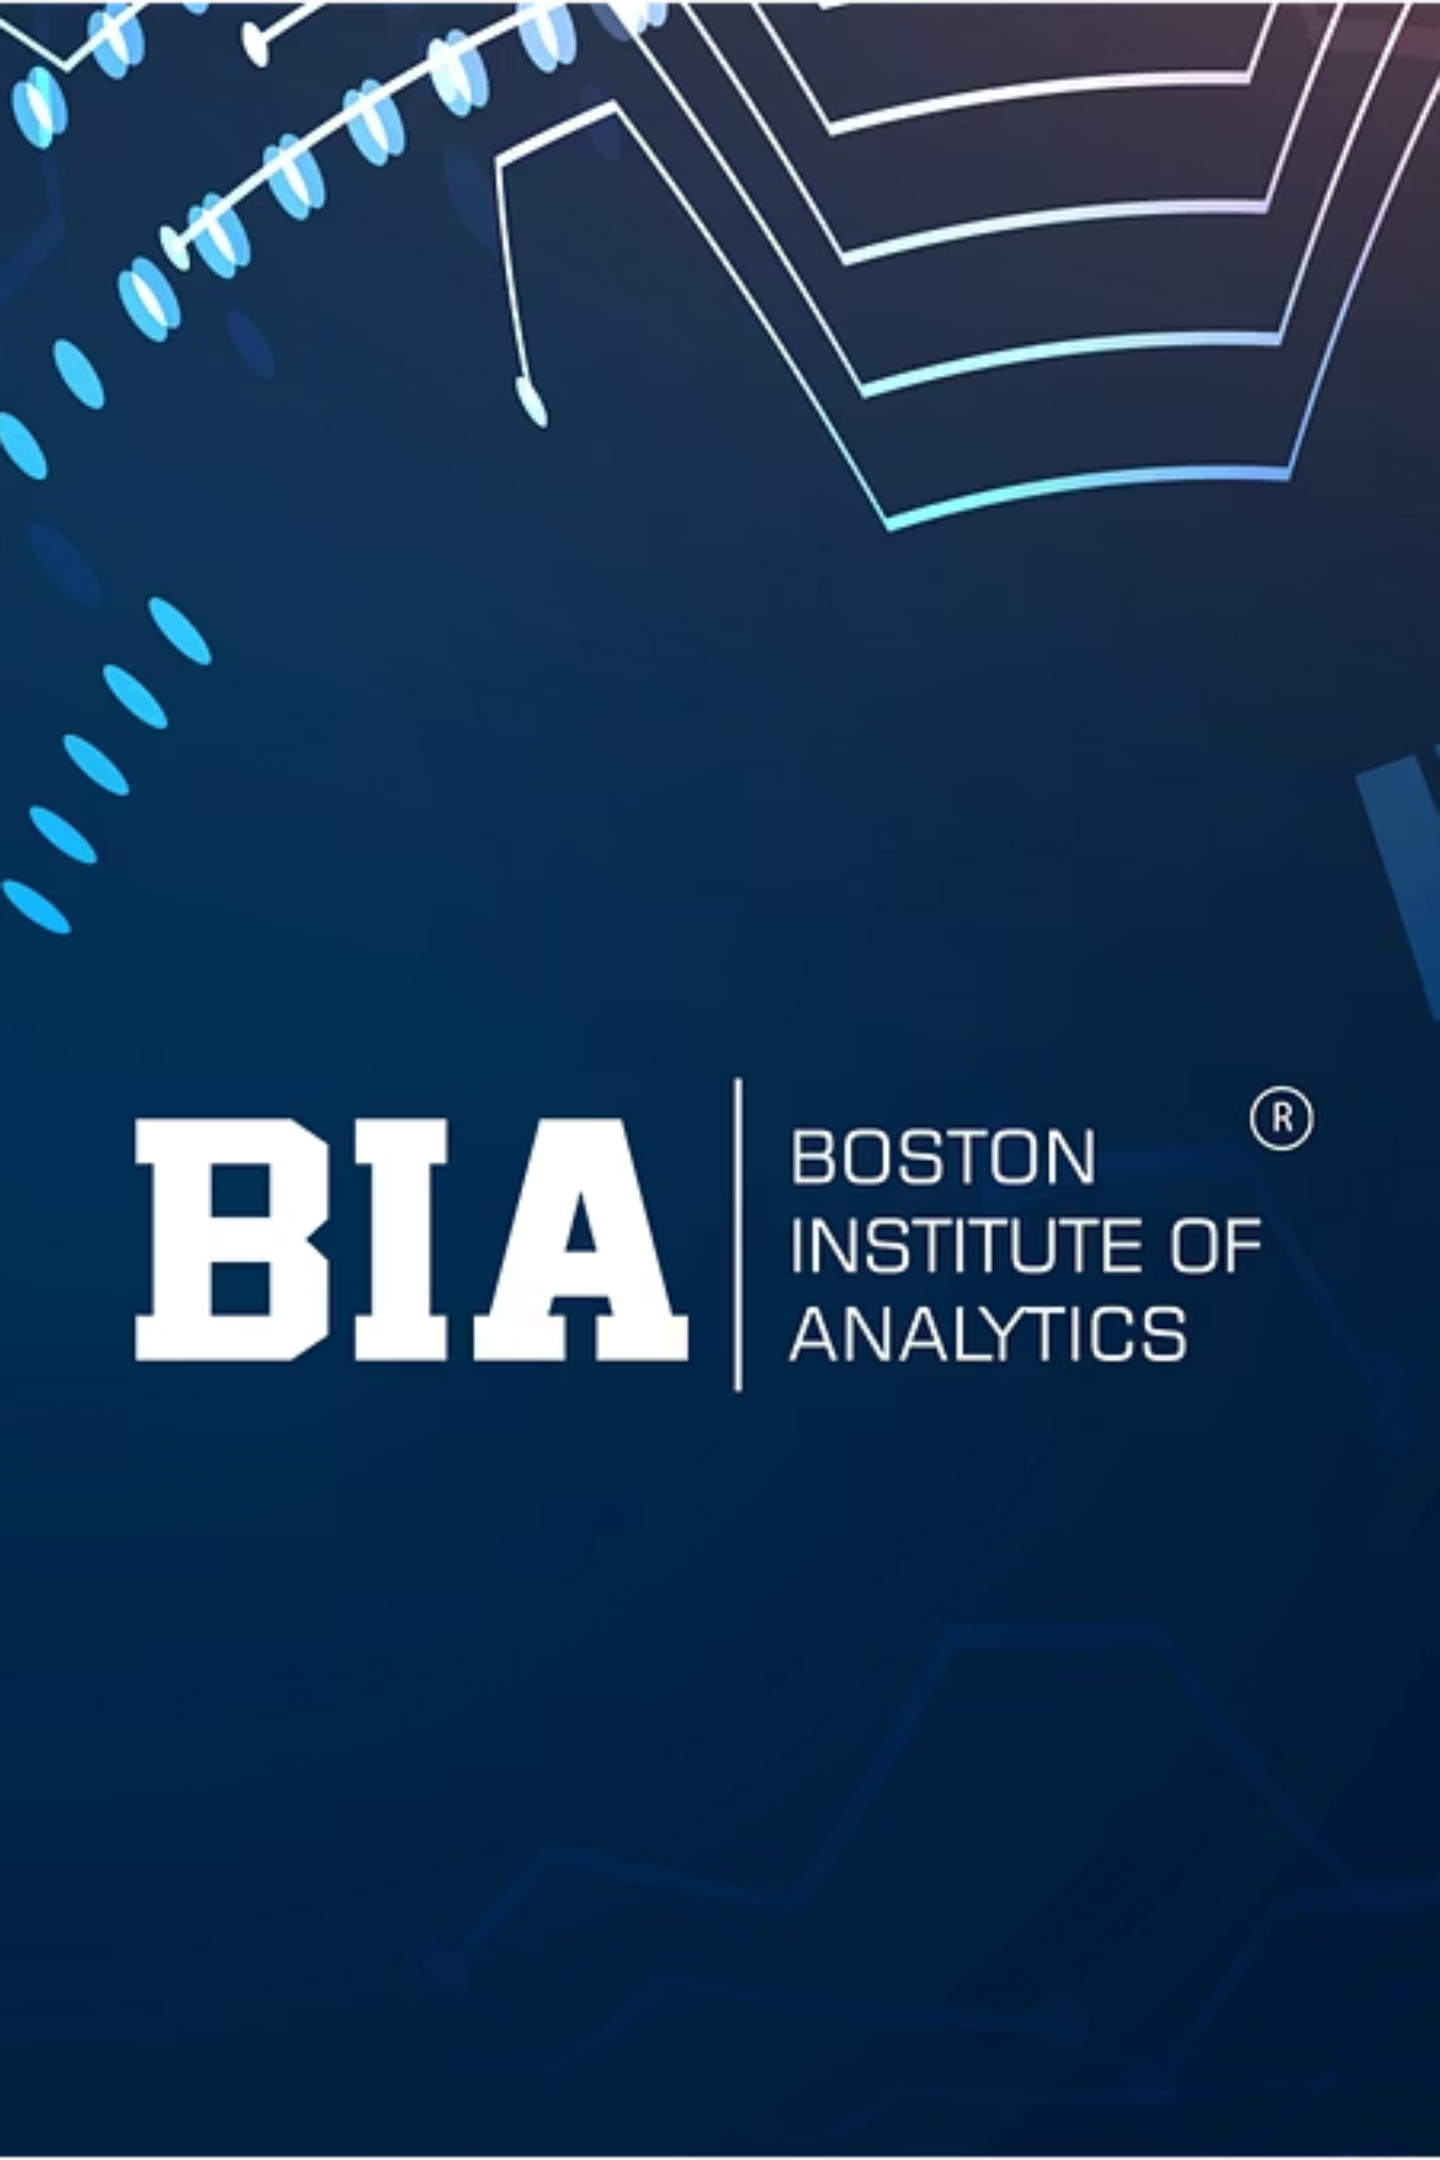 BIA
BOSTON
INSTITUTE OF
ANALYTICS
®